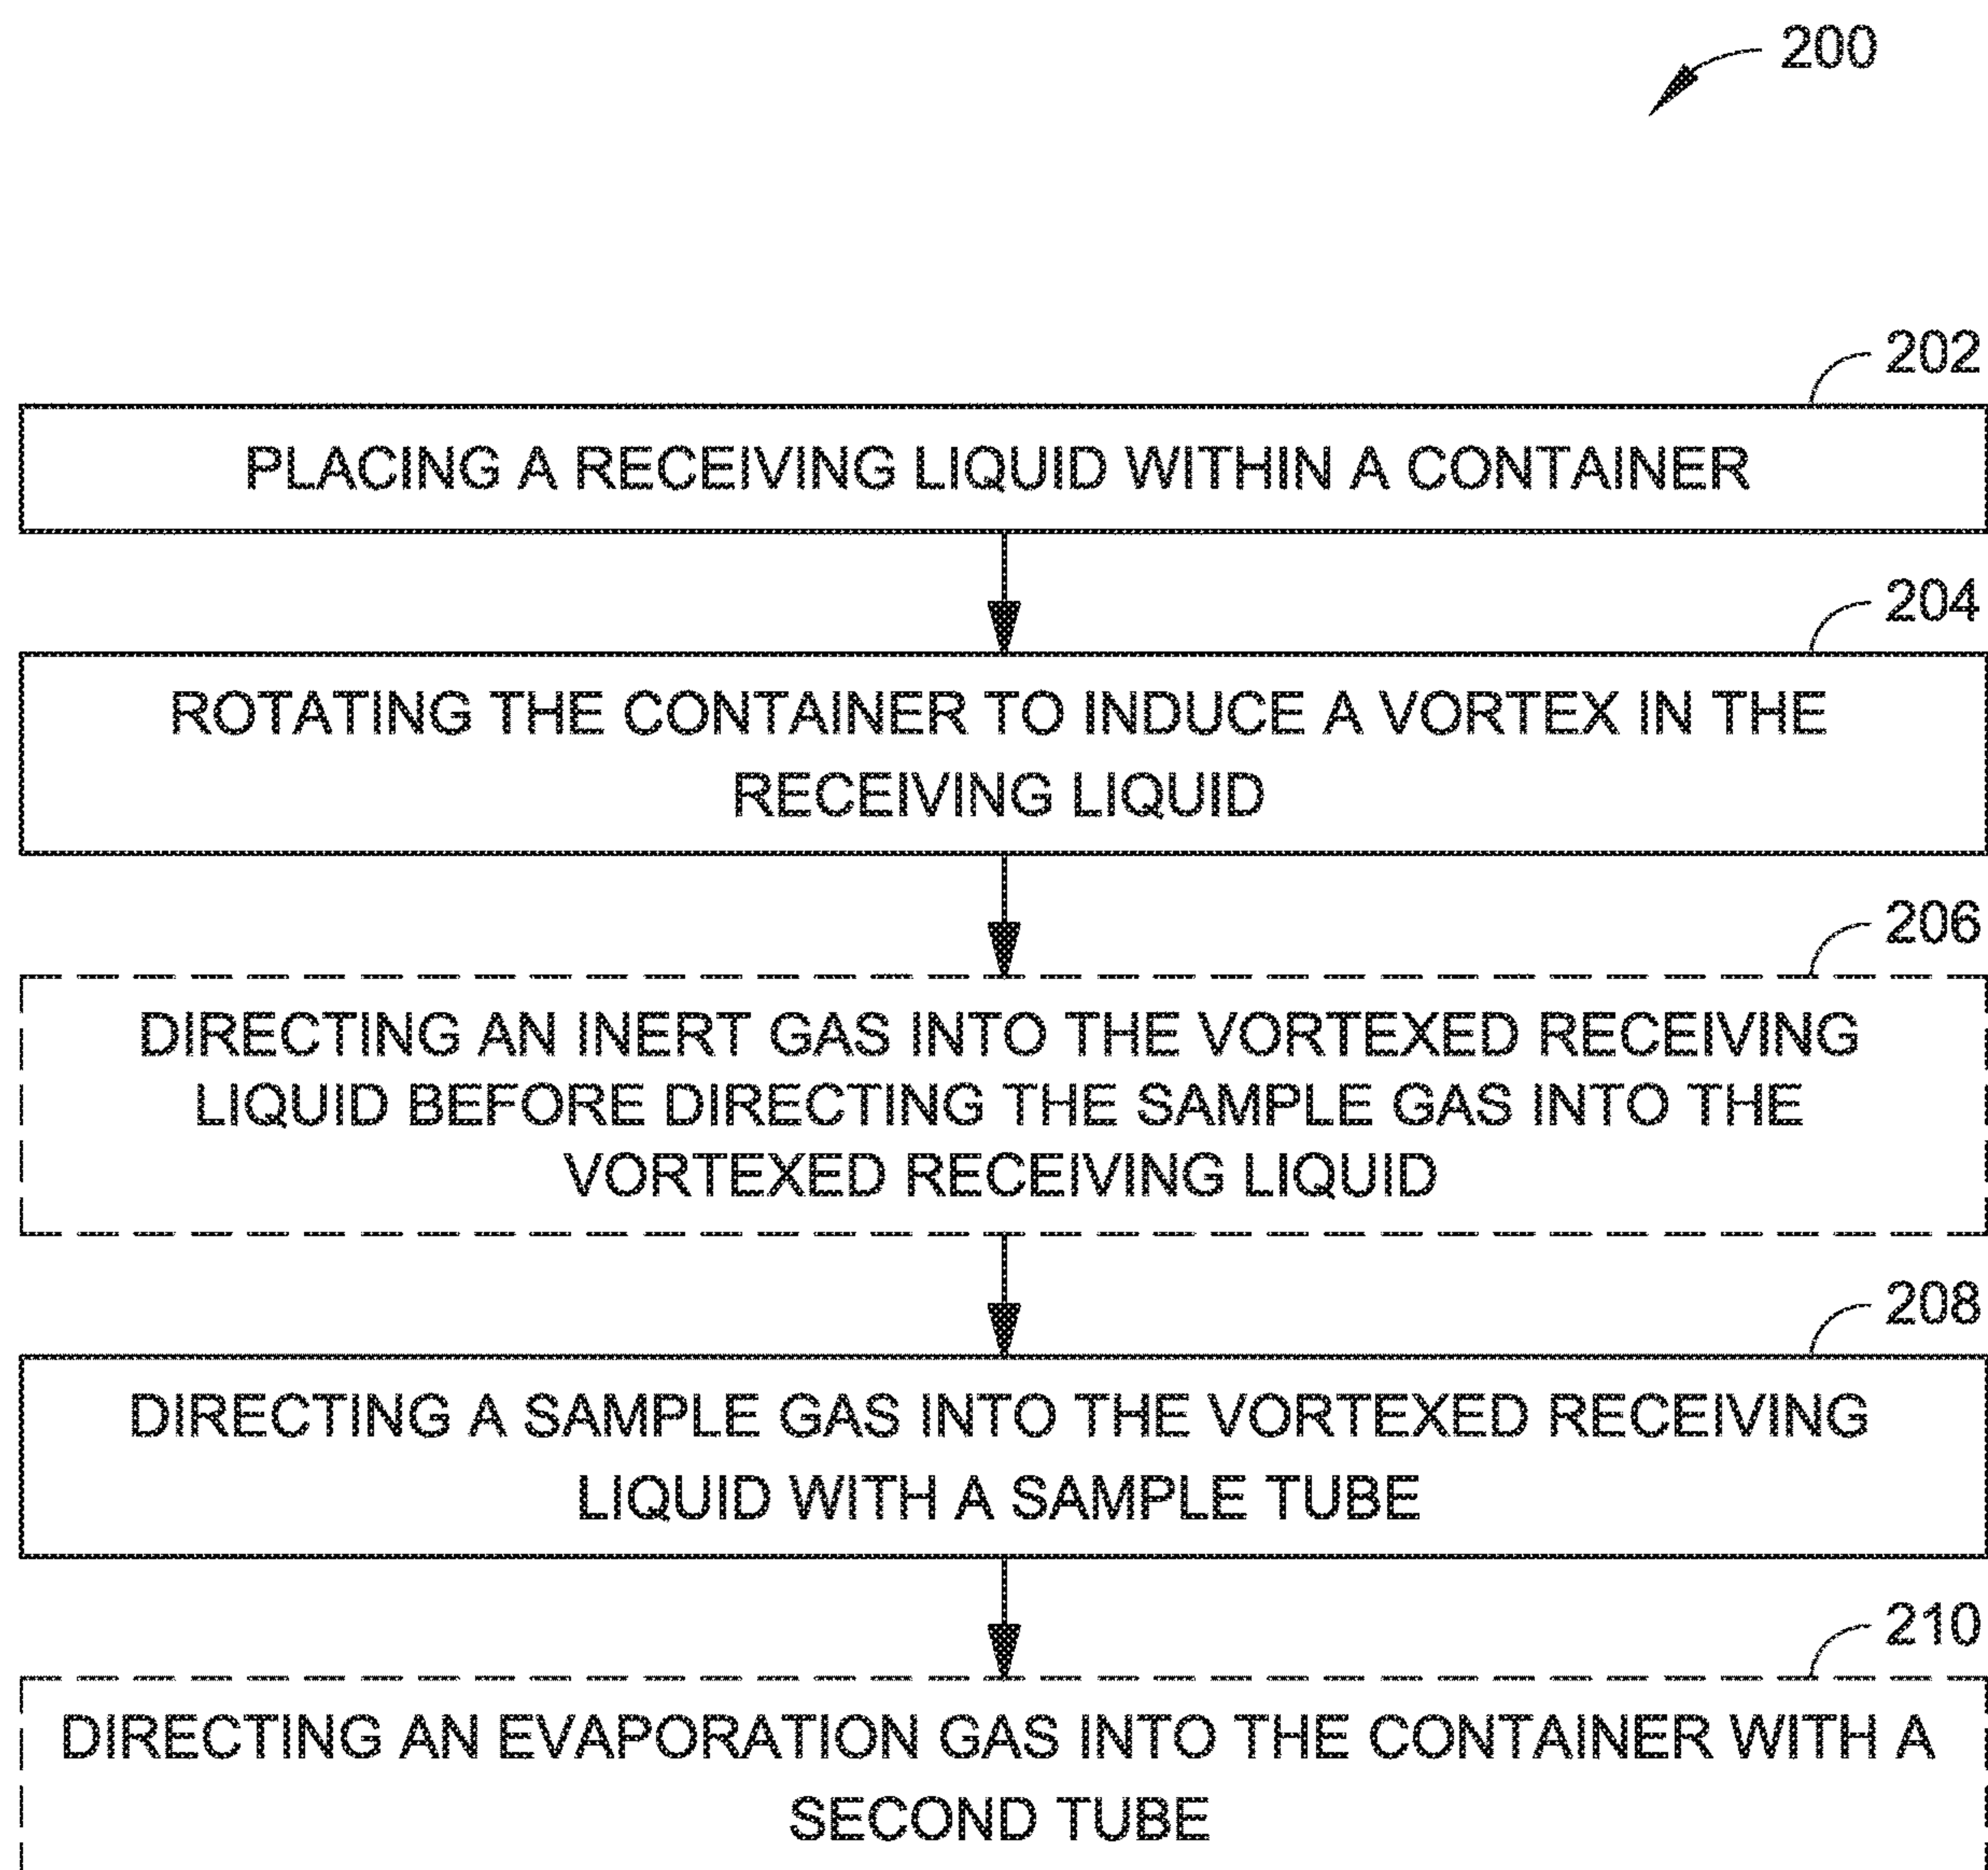 200
202
PLACING A RECEIVING LIQUID WITHIN A CONTAINER
204
ROTATING THE CONTAINER TO INDUCE A VORTEX IN THE
RECEIVING LIQUID
206
DIRECTING AN INERT GAS INTO THE VORTEXED RECEIVING
LIQUID BEFORE DIRECTING THE SAMPLE GAS INTO THE
VORTEXED RECEIVING LIQUID
208
DIRECTING A SAMPLE GAS INTO THE VORTEXED RECEIVING
LIQUID WITH A SAMPLE TUBE
210
DIRECTING AN EVAPORATION GAS INTO THE CONTAINER WITH A
SECOND TUBE